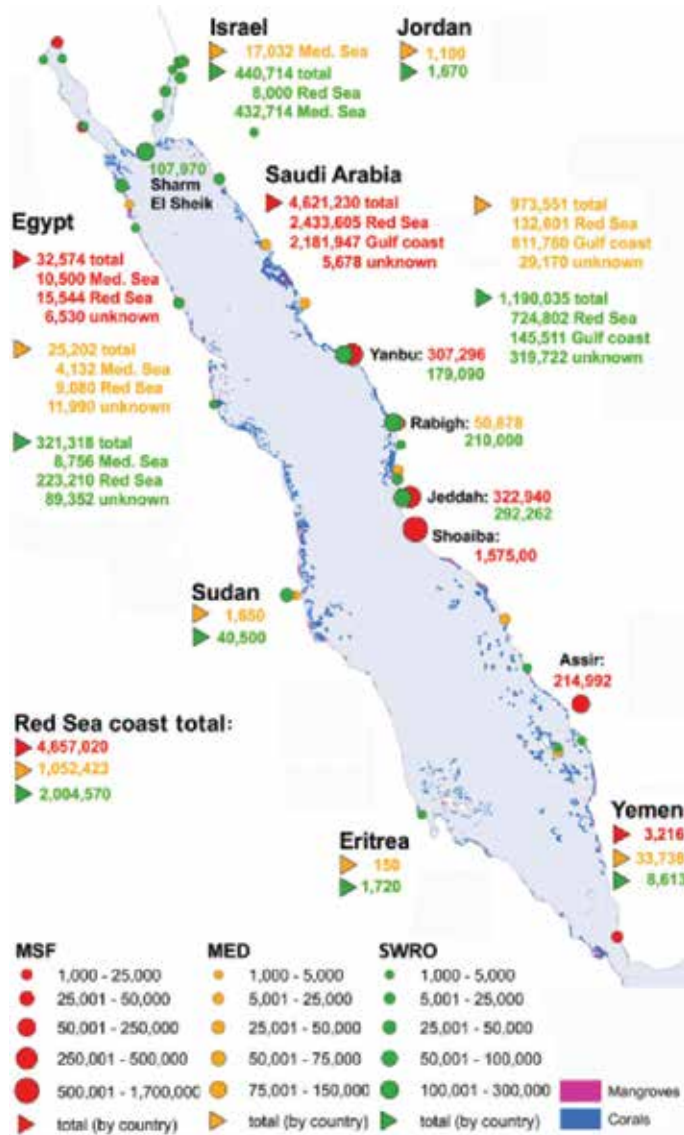 Israel
17,032 Med. Sea
440,714 total
8,000 Red Sea
432,714 Med. Sea
Jordan
1,100
1,670
107,970
Sharm
El Sheik
Saudi Arabia
4,621,230 total
2,433,605 Red Sea
2,181,947 Gulf coast
5,678 unknown
973,551 total
132,601 Red Sea
811,760 Gulf coast
29,170 unknown
1,190,035 total
724,802 Red Sea
145,511 Gulf coast
319,722 unknown
Egypt
32,574 total
10,500 Med. Sea
15,544 Red Sea
6,530 unknown
25,202 total
4,132 Med. Sea
9,080 Red Sea
11,990 unknown
321,318 total
8,756 Med. Sea
223,210 Red Sea
89,352 unknown
Yanbu: 307,296
179,090
Rabigh: 50,878
210,000
Jeddah: 322,940
292,262
Shoaiba:
1,575,00
Sudan
1,650
40,500
Assir:
214,992
Red Sea coast total:
4,657,020
1,052,423
2,004,570
Eritrea
150
1,720
Yemen
3,216
33,738
8,613
MSF
1,000 - 25,000
25,001 - 50,000
50,001 - 250,000
250,001 - 500,000
500,001 - 1,700,000
total (by country)
MED
1,000 - 5,000
5,001 - 25,000
25,001 - 50,000
50,001 - 75,000
75,001 - 150,000
total (by country)
SWRO
1,000 - 5,000
5,001 - 25,000
25,001 - 50,000
50,001 - 100,000
100,001 - 300,000
total (by country)
Mangroves
Corals